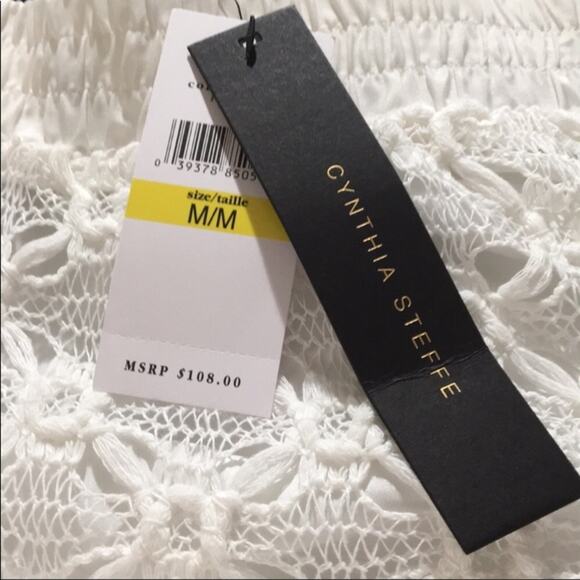 0 39378 8505
size/taille
M/M
MSRP $108.00
CYNTHIA STEFFE